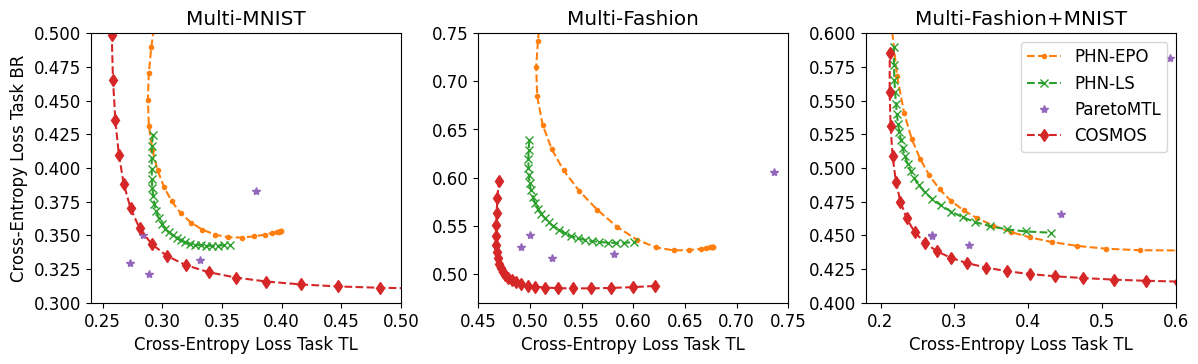 Multi-MNIST
Cross-Entropy Loss Task BR
0.500
0.475
0.450
0.425
0.400
0.375
0.350
0.325
0.300
0.25 0.30 0.35 0.40 0.45 0.50
Cross-Entropy Loss Task TL
Multi-Fashion
0.75
0.70
0.65
0.60
0.55
0.50
0.45 0.50 0.55 0.60 0.65 0.70 0.75
Cross-Entropy Loss Task TL
Multi-Fashion+MNIST
0.600
0.575
0.550
0.525
0.500
0.475
0.450
0.425
0.400
0.2 0.3 0.4 0.5 0.6
Cross-Entropy Loss Task TL
PHN-EPO
PHN-LS
ParetoMTL
COSMOS